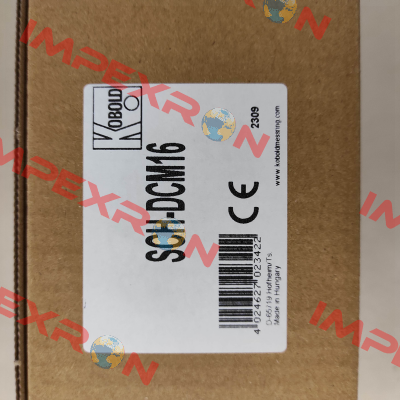 KOBOLD
SCH-DCM16
CE
2309
www.koboldmessring.com
4 024627 023422
D-65719 Hofheim/Ts
Made in Hungary
IMPEXRON